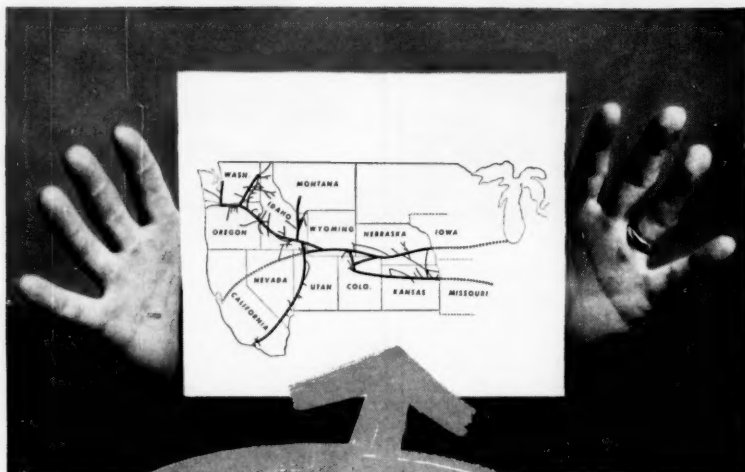 WASH.
MONTANA
IDAHO
OREGON
WYOMING
NEBRASKA
IOWA
NEVADA
UTAH
COLO.
KANSAS
MISSOURI
CALIFORNIA